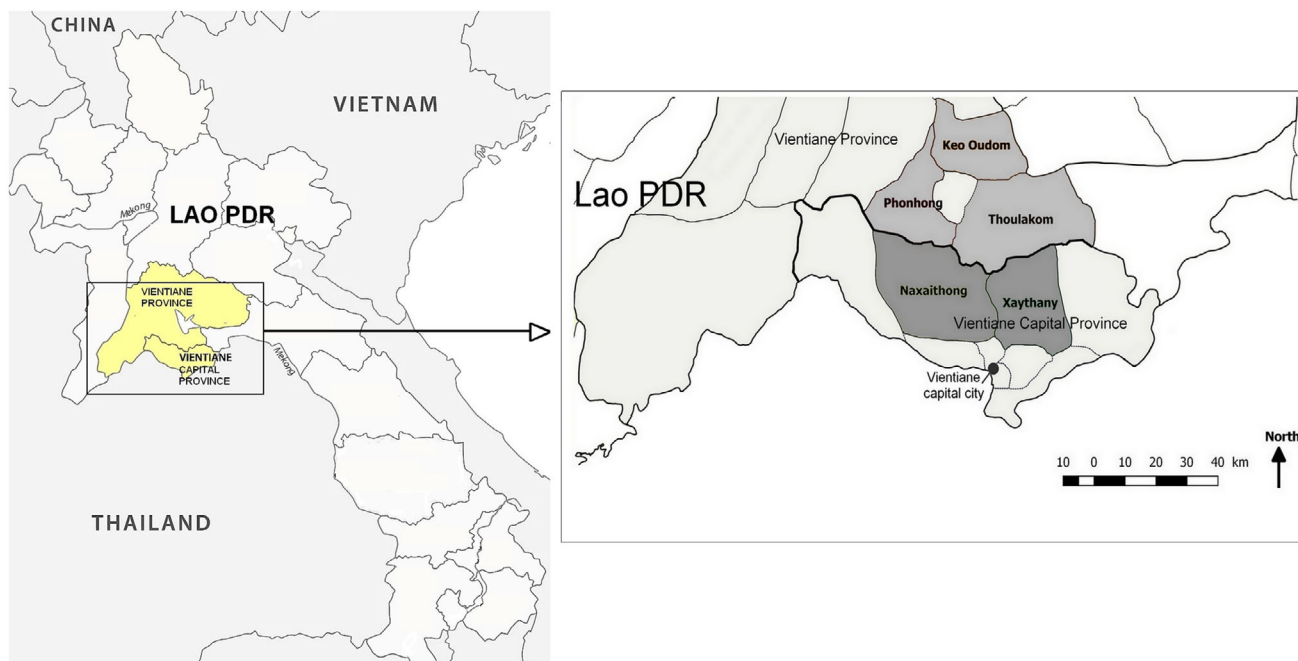 CHINA
VIETNAM
Mekong
LAO PDR
VIENTIANE
PROVINCE
VIENTIANE
CAPITAL
PROVINCE
Mekong
THAILAND
Vientiane Province
Keo Oudom
Lao PDR
Phonhong
Thoulakom
Naxaithong
Xaythany
Vientiane Capital Province
Vientiane
capital city
North
10 0 10 20 30 40 km